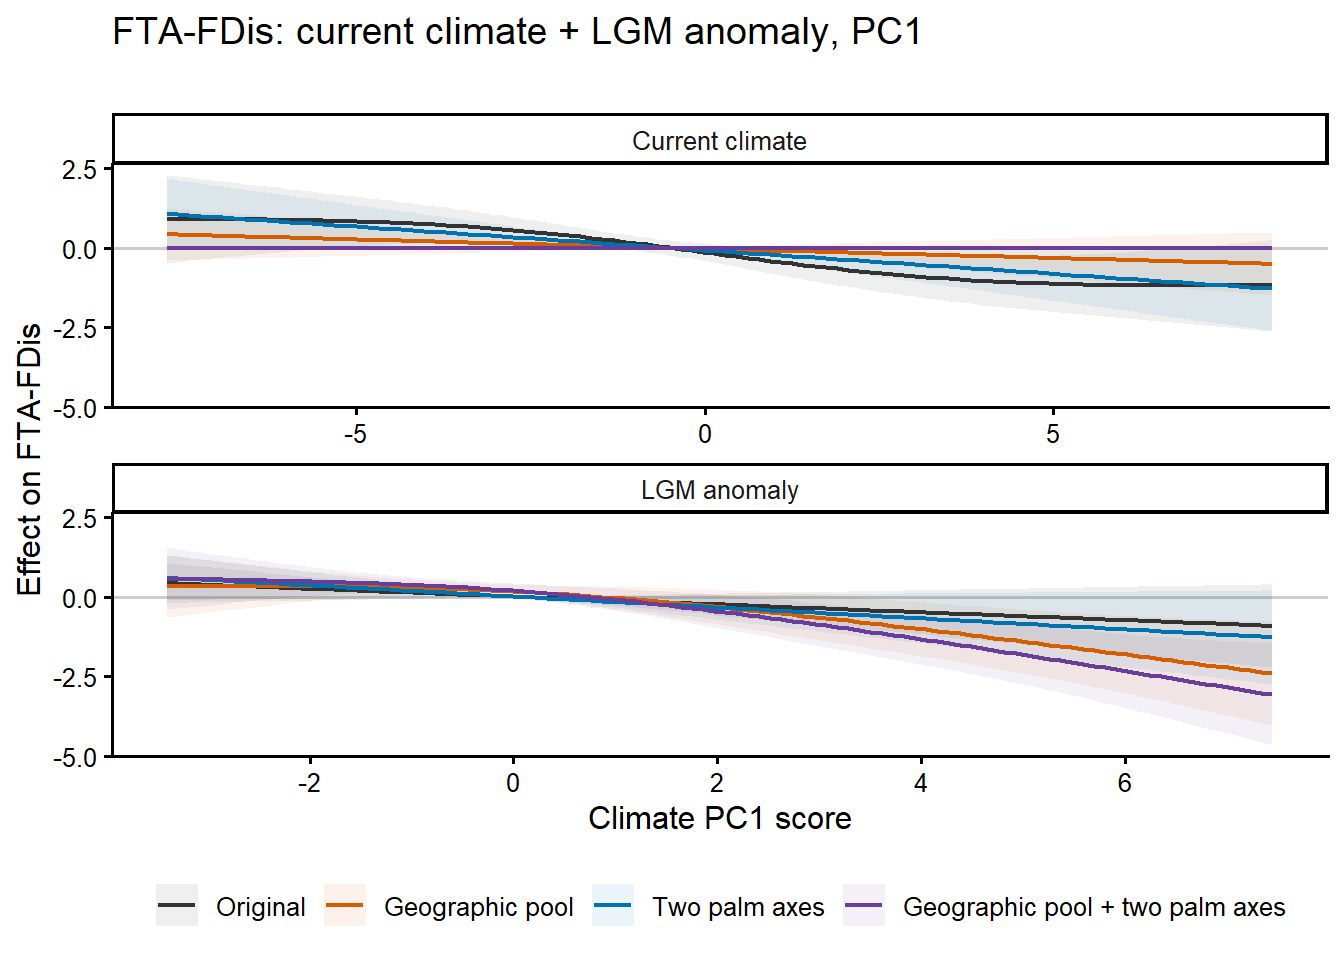 FTA-FDis: current climate + LGM anomaly, PC1
Current climate
2.5
0.0
-2.5
-5.0
-5 0 5
LGM anomaly
2.5
0.0
-2.5
-5.0
-2 0 2 4 6
Effect on FTA-FDis
Climate PC1 score
Original Geographic pool Two palm axes Geographic pool + two palm axes